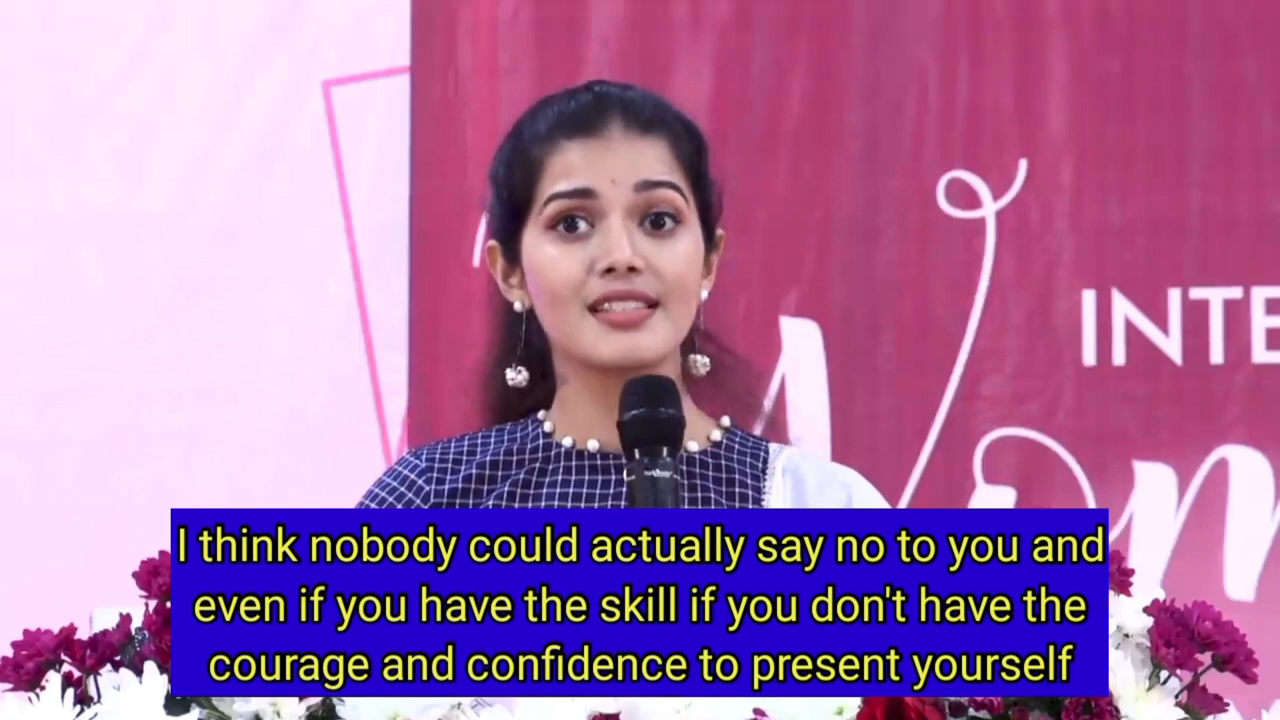 INTE
Wom
I think nobody could actually say no to you and
even if you have the skill if you don't have the
courage and confidence to present yourself